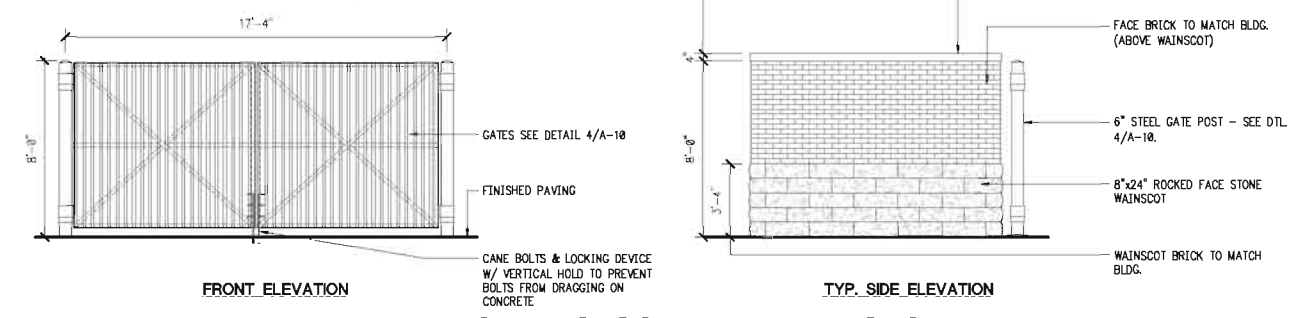 17'-4"
8'-0"
GATES SEE DETAIL 4/A-10
FINISHED PAVING
CANE BOLTS & LOCKING DEVICE
W/ VERTICAL HOLD TO PREVENT
BOLTS FROM DRAGGING ON
CONCRETE
FRONT ELEVATION
4"
8'-0"
3'-4"
FACE BRICK TO MATCH BLDG.
(ABOVE WAINSCOT)
6" STEEL GATE POST - SEE DTL
4/A-10.
8"x24" ROCKED FACE STONE
WAINSCOT
WAINSCOT BRICK TO MATCH
BLDG.
TYP. SIDE ELEVATION